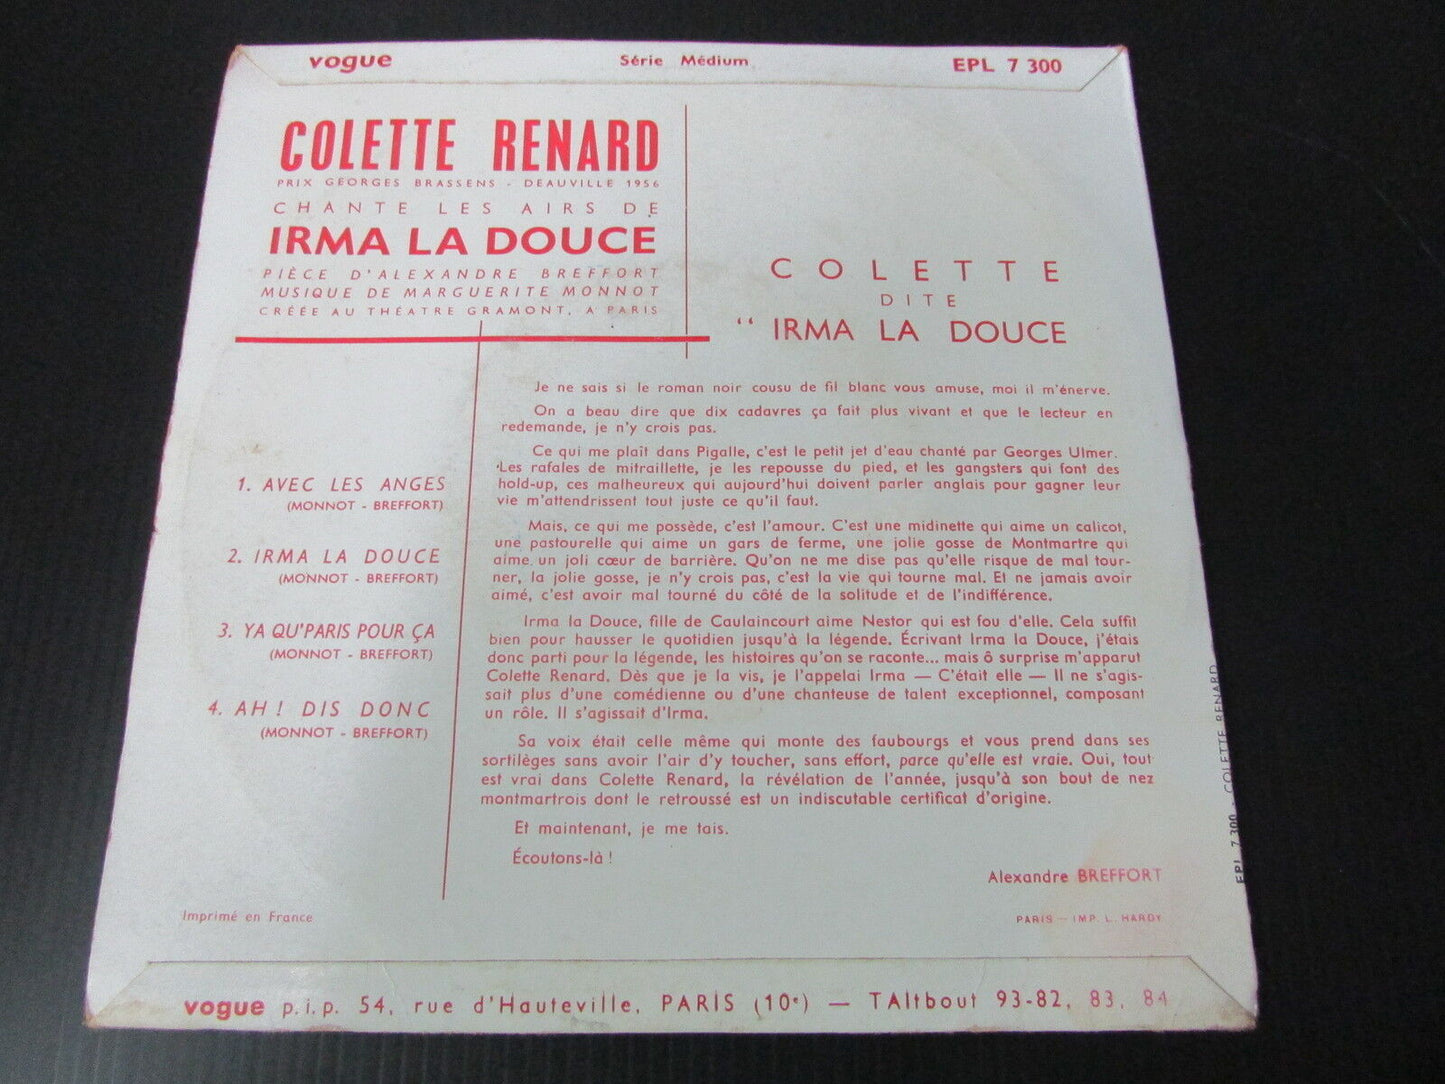 vogue Série Médium EPL 7 300
COLETTE RENARD
PRIX GEORGES BRASSENS - DEAUVILLE 1956
CHANTE LES AIRS DE
IRMA LA DOUCE
PIÈCE D'ALEXANDRE BREFFORT
MUSIQUE DE MARGUERITE MONNOT
CRÉÉE AU THÉATRE GRAMONT, A PARIS
1. AVEC LES ANGES
(MONNOT - BREFFORT)
2. IRMA LA DOUCE
(MONNOT - BREFFORT)
3. YA QU'PARIS POUR ÇA
(MONNOT - BREFFORT)
4. AH ! DIS DONC
(MONNOT - BREFFORT)
COLETTE
DITE
“ IRMA LA DOUCE
Je ne sais si le roman noir cousu de fil blanc vous amuse, moi il m'énerve.
On a beau dire que dix cadavres ça fait plus vivant et que le lecteur en
redemande, je n'y crois pas.
Ce qui me plaît dans Pigalle, c'est le petit jet d'eau chanté par Georges Ulmer.
Les rafales de mitraillette, je les repousse du pied, et les gangsters qui font des
hold-up, ces malheureux qui aujourd'hui doivent parler anglais pour gagner leur
vie m'attendrissent tout juste ce qu'il faut.
Mais, ce qui me possède, c'est l'amour. C'est une midinette qui aime un calicot,
une pastourelle qui aime un gars de ferme, une jolie gosse de Montmartre qui
aime un joli cœur de barrière. Qu'on ne me dise pas qu'elle risque de mal tour-
ner, la jolie gosse, je n'y crois pas, c'est la vie qui tourne mal. Et ne jamais avoir
aimé, c'est avoir mal tourné du côté de la solitude et de l'indifférence.
Irma la Douce, fille de Caulaincourt aime Nestor qui est fou d'elle. Cela suffit
bien pour hausser le quotidien jusqu'à la légende. Écrivant Irma la Douce, j'étais
donc parti pour la légende, les histoires qu'on se raconte... mais ô surprise m'apparut
Colette Renard. Dès que je la vis, je l'appelai Irma — C'était elle — Il ne s'agis-
sait plus d'une comédienne ou d'une chanteuse de talent exceptionnel, composant
un rôle. Il s'agissait d'Irma.
Sa voix était celle même qui monte des faubourgs et vous prend dans ses
sortilèges sans avoir l'air d'y toucher, sans effort, parce qu'elle est vraie. Oui, tout
est vrai dans Colette Renard, la révélation de l'année, jusqu'à son bout de nez
montmartrois dont le retroussé est un indiscutable certificat d'origine.
Et maintenant, je me tais.
Écoutons-là !
Alexandre BREFFORT
EPL 7 300 - COLETTE RENARD
Imprimé en France PARIS — IMP. L. HARDY
vogue p.i.p. 54, rue d'Hauteville, PARIS (10e) — TAItbout 93-82, 83, 84